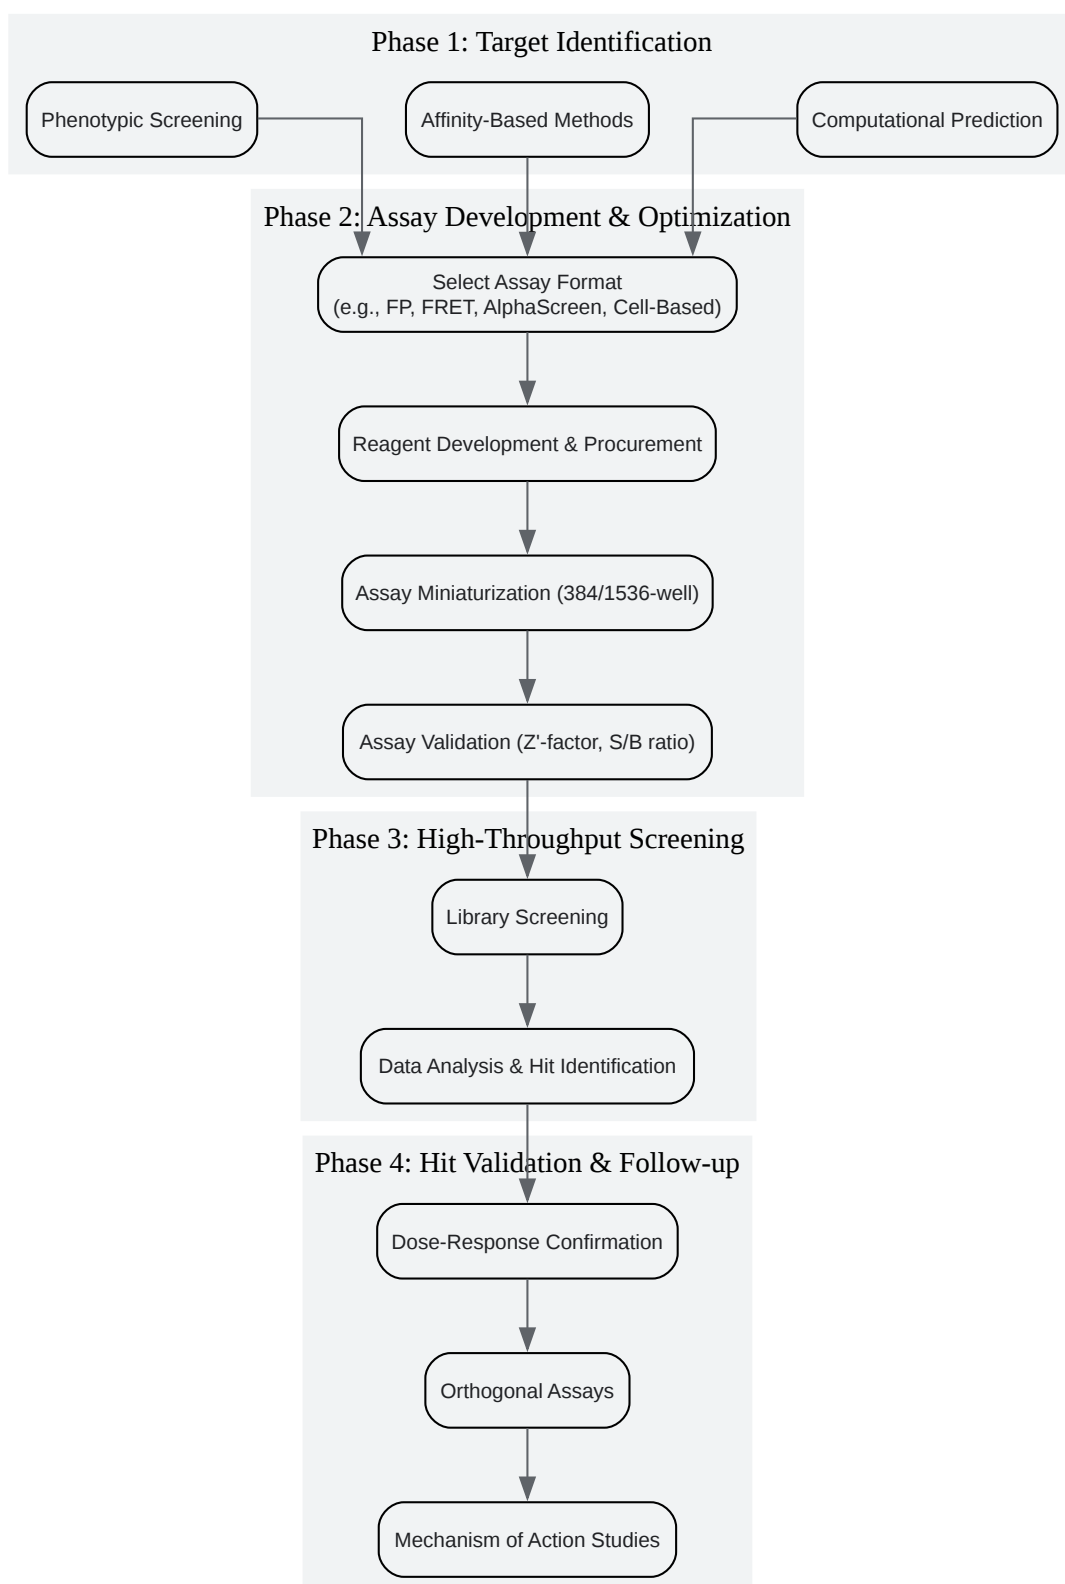 Phase 1: Target Identification
Phenotypic Screening
Affinity-Based Methods
Computational Prediction
Phase 2: Assay Development & Optimization
Select Assay Format
(e.g., FP, FRET, AlphaScreen, Cell-Based)
Reagent Development & Procurement
Assay Miniaturization (384/1536-well)
Assay Validation (Z'-factor, S/B ratio)
Phase 3: High-Throughput Screening
Library Screening
Data Analysis & Hit Identification
Phase 4: Hit Validation & Follow-up
Dose-Response Confirmation
Orthogonal Assays
Mechanism of Action Studies